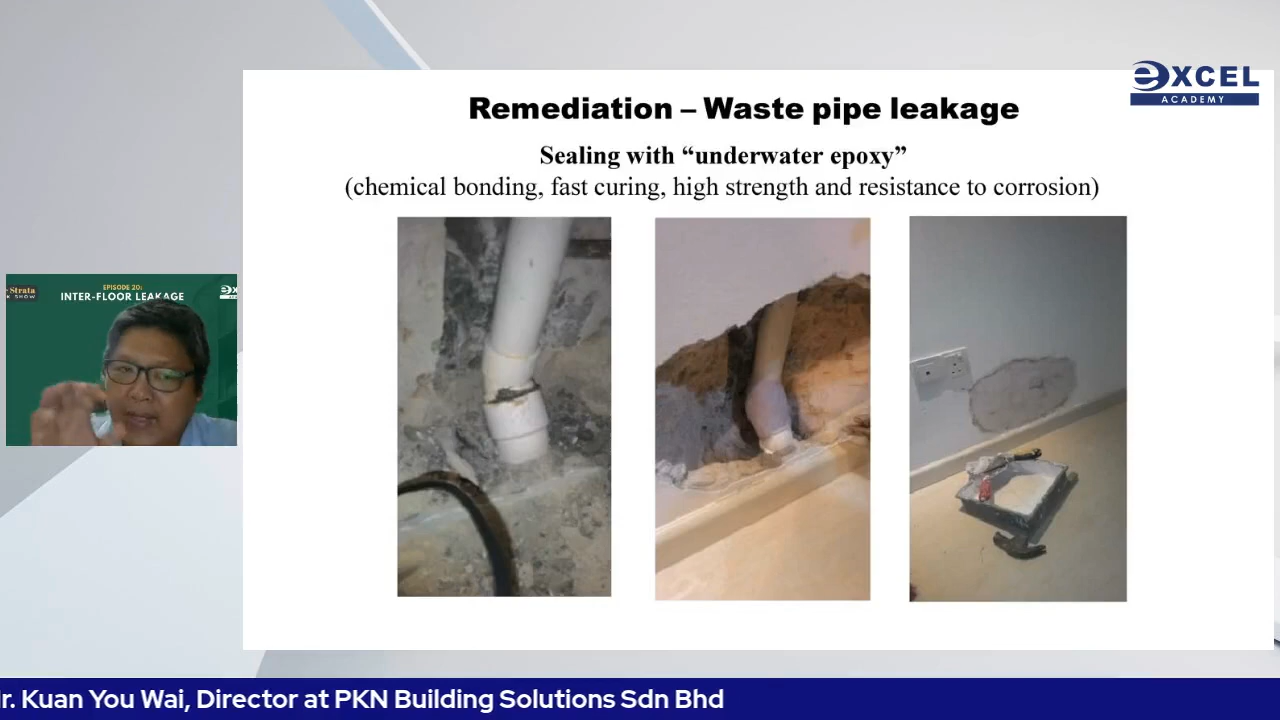 eXCEL
ACADEMY
Remediation – Waste pipe leakage
Sealing with “underwater epoxy”
(chemical bonding, fast curing, high strength and resistance to corrosion)
Strata
SHOW
EPISODE 20:
INTER-FLOOR LEAKAGE
eX
r. Kuan You Wai, Director at PKN Building Solutions Sdn Bhd